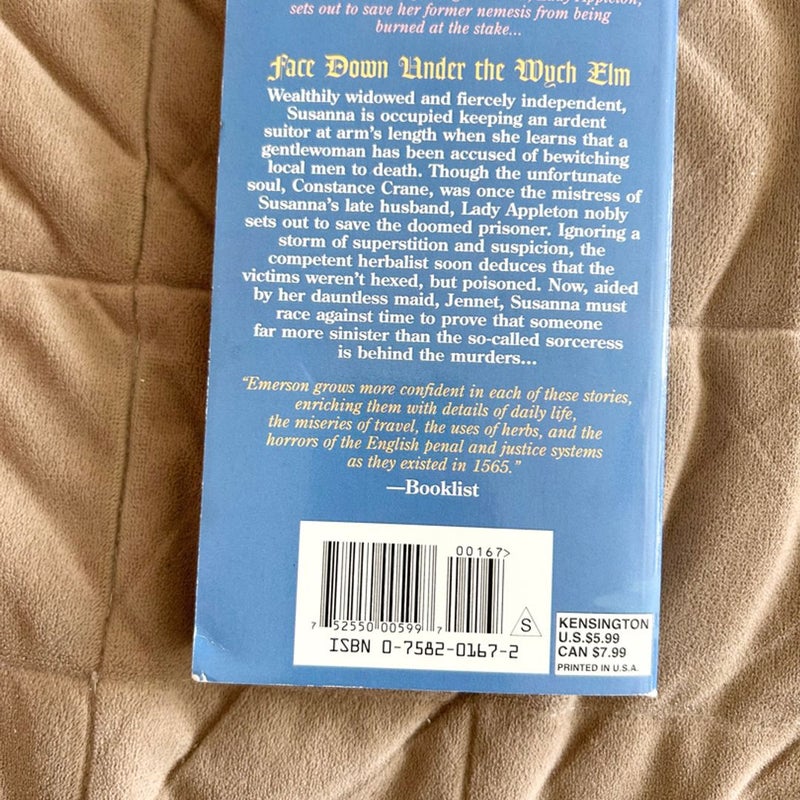 sets out to save her former nemesis from being
burned at the stake...
Face Down Under the Wych Elm
Wealthily widowed and fiercely independent,
Susanna is occupied keeping an ardent
suitor at arm's length when she learns that a
gentlewoman has been accused of bewitching
local men to death. Though the unfortunate
soul, Constance Crane, was once the mistress of
Susanna's late husband, Lady Appleton nobly
sets out to save the doomed prisoner. Ignoring a
storm of superstition and suspicion, the
competent herbalist soon deduces that the
victims weren't hexed, but poisoned. Now, aided
by her dauntless maid, Jennet, Susanna must
race against time to prove that someone
far more sinister than the so-called sorceress
is behind the murders...
"Emerson grows more confident in each of these stories,
enriching them with details of daily life,
the miseries of travel, the uses of herbs, and the
horrors of the English penal and justice systems
as they existed in 1565."
—Booklist
00167>
7 52550 00599 7
S
ISBN 0-7582-0167-2
KENSINGTON
U.S.$5.99
CAN $7.99
PRINTED IN U.S.A.